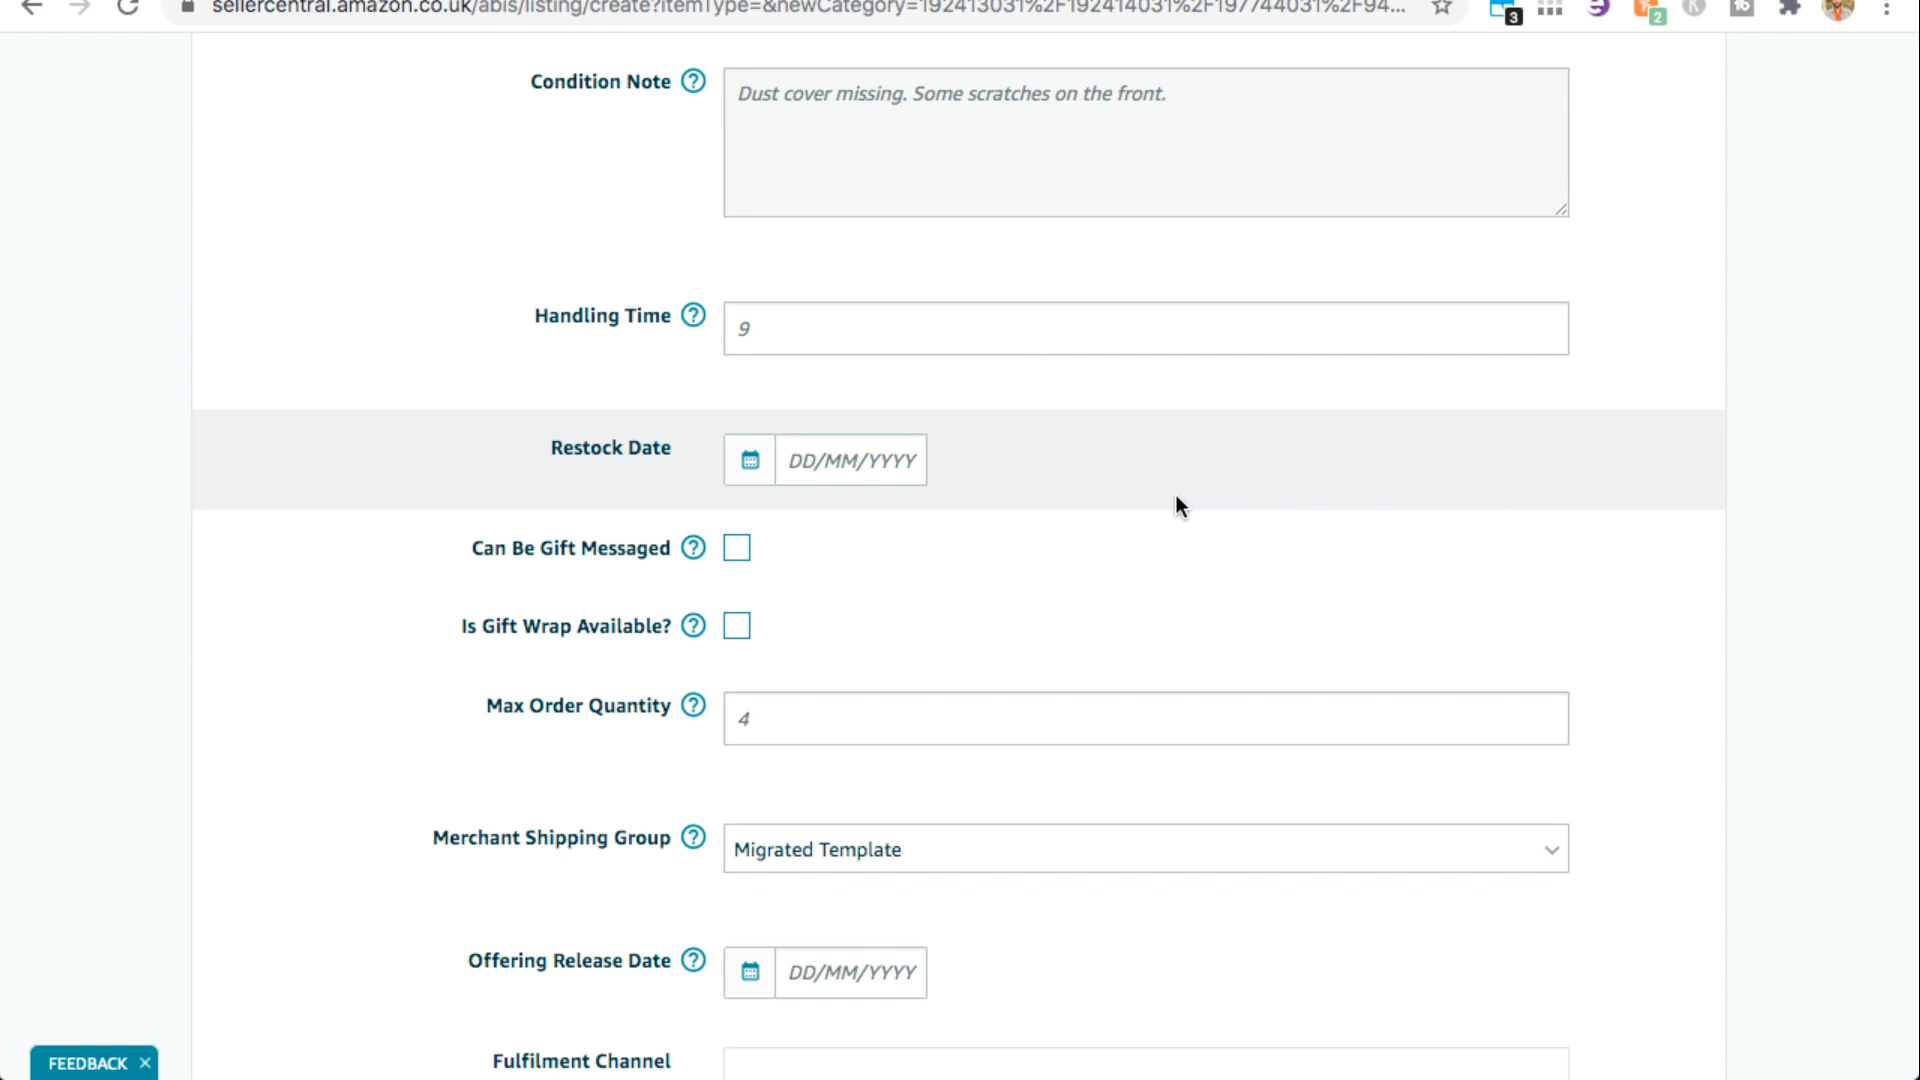 sellercentral.amazon.co.uk/abis/listing/create?itemType=&newCategory=192413031%2F192414031%2F197744031%2F94...
3
2
16
Condition Note ?
Dust cover missing. Some scratches on the front.
Handling Time ?
9
Restock Date
DD/MM/YYYY
Can Be Gift Messaged ?
Is Gift Wrap Available? ?
Max Order Quantity ?
4
Merchant Shipping Group ?
Migrated Template
Offering Release Date ?
DD/MM/YYYY
Fulfilment Channel
FEEDBACK ×